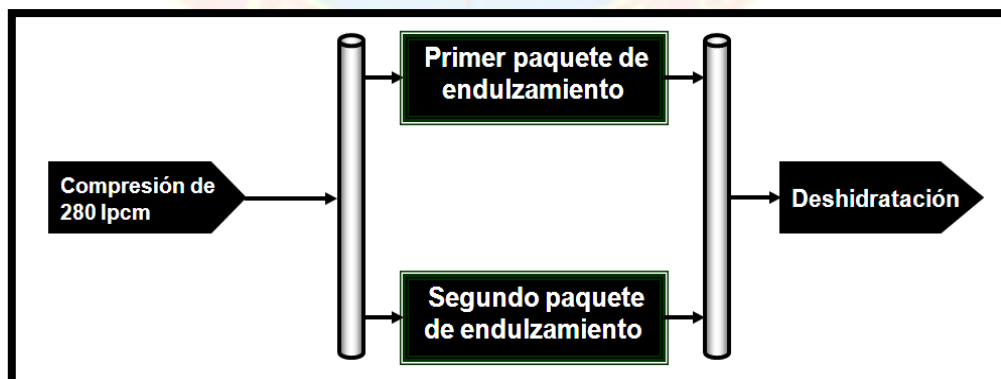 Primer paquete de
endulzamiento
Compresión de
280 lpcm
Deshidratación
Segundo paquete
de endulzamiento